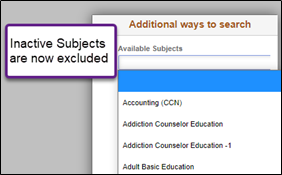 Additional ways to search
Inactive Subjects
are now excluded
Available Subjects
Accounting (CCN)
Addiction Counselor Education
Addiction Counselor Education -1
Adult Basic Education